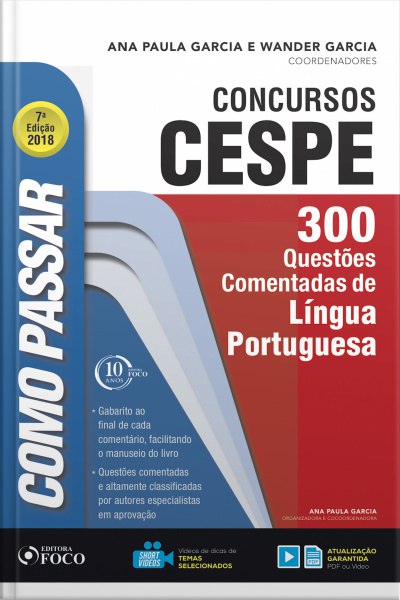 ANA PAULA GARCIA E WANDER GARCIA
COORDENADORES
7ª
Edição
2018
CONCURSOS
CESPE
COMO PASSAR
300
Questões
Comentadas de
Língua
Portuguesa
10
ANOS
EDITORA
FOCO
* Gabarito ao
final de cada
comentário, facilitando
o manuseio do livro
* Questões comentadas
e altamente classificadas
por autores especialistas
em aprovação
ANA PAULA GARCIA
ORGANIZADORA E COCOORDENADORA
EDITORA
FOCO
SHORT
VIDEOS
Vídeos de dicas de
TEMAS
SELECIONADOS
PDF
ATUALIZAÇÃO
GARANTIDA
PDF ou Vídeo